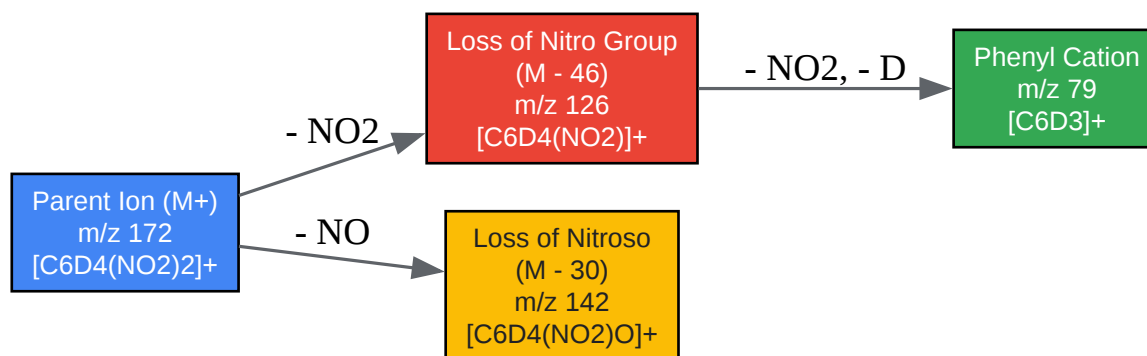 Loss of Nitro Group
(M - 46)
m/z 126
[C6D4(NO2)]+
- NO2, - D
Phenyl Cation
m/z 79
[C6D3]+
- NO2
Parent Ion (M+)
m/z 172
[C6D4(NO2)2]+
- NO
Loss of Nitroso
(M - 30)
m/z 142
[C6D4(NO2)O]+